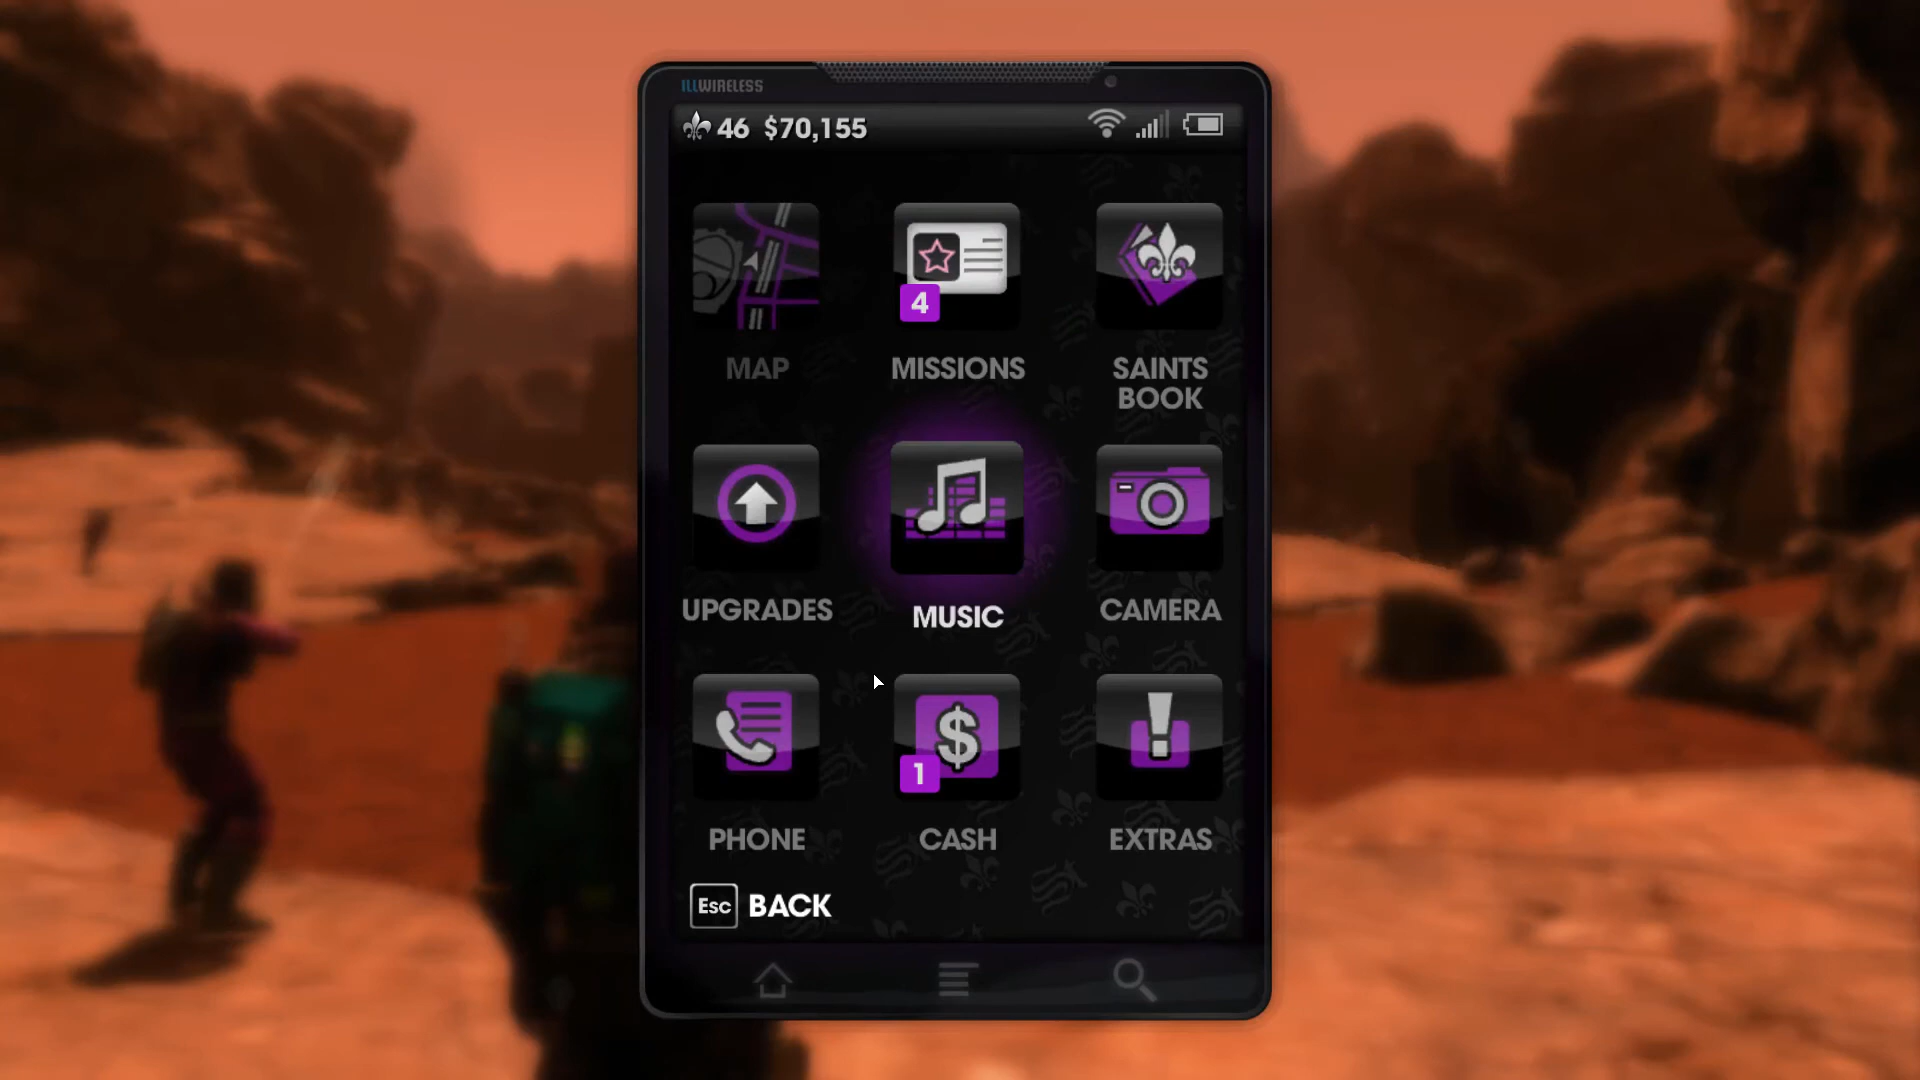 ILLWIRELESS
46 $70,155
MAP
4
MISSIONS
SAINTS
BOOK
UPGRADES
MUSIC
CAMERA
PHONE
1
CASH
EXTRAS
Esc BACK